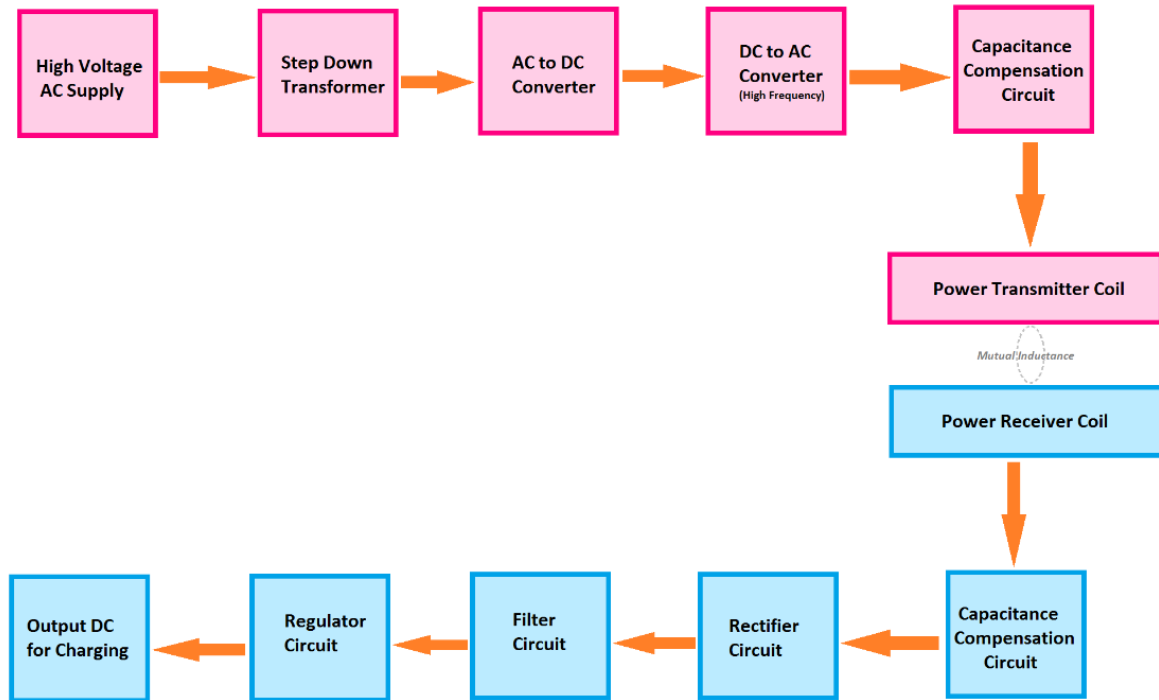 High Voltage
AC Supply
Step Down
Transformer
AC to DC
Converter
DC to AC
Converter
(High Frequency)
Capacitance
Compensation
Circuit
Power Transmitter Coil
Mutual Inductance
Power Receiver Coil
Capacitance
Compensation
Circuit
Rectifier
Circuit
Filter
Circuit
Regulator
Circuit
Output DC
for Charging